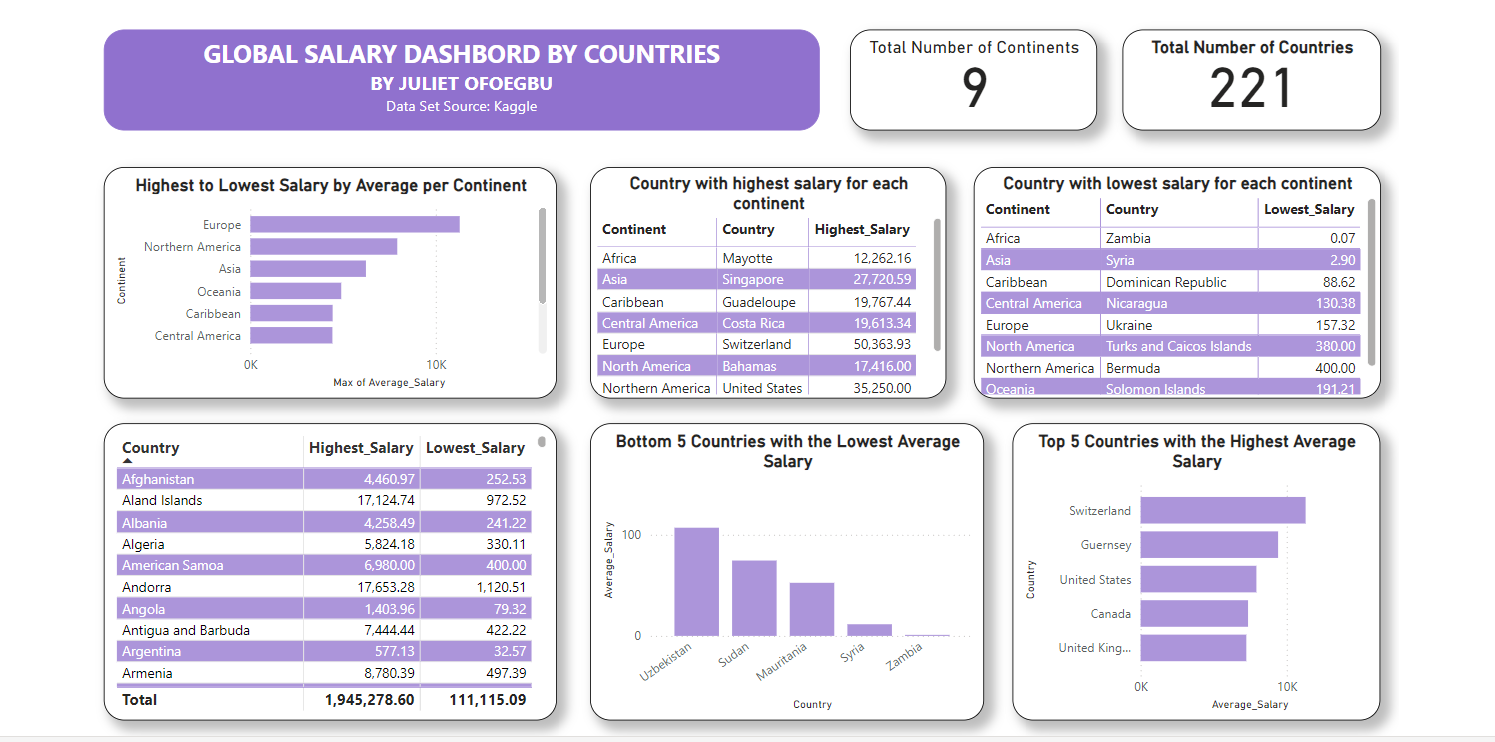 GLOBAL SALARY DASHBORD BY COUNTRIES
BY JULIET OFOEGBU
Data Set Source: Kaggle
Total Number of Continents
9
Total Number of Countries
221
Highest to Lowest Salary by Average per Continent
Continent
Europe
Northern America
Asia
Oceania
Caribbean
Central America
0K 10K
Max of Average_Salary
Country with highest salary for each
continent
Continent Country Highest_Salary
Africa Mayotte 12,262.16
Asia Singapore 27,720.59
Caribbean Guadeloupe 19,767.44
Central America Costa Rica 19,613.34
Europe Switzerland 50,363.93
North America Bahamas 17,416.00
Northern America United States 35,250.00
Country with lowest salary for each continent
Continent Country Lowest_Salary
Africa Zambia 0.07
Asia Syria 2.90
Caribbean Dominican Republic 88.62
Central America Nicaragua 130.38
Europe Ukraine 157.32
North America Turks and Caicos Islands 380.00
Northern America Bermuda 400.00
Oceania Solomon Islands 191.21
Country Highest_Salary Lowest_Salary
Afghanistan 4,460.97 252.53
Aland Islands 17,124.74 972.52
Albania 4,258.49 241.22
Algeria 5,824.18 330.11
American Samoa 6,980.00 400.00
Andorra 17,653.28 1,120.51
Angola 1,403.96 79.32
Antigua and Barbuda 7,444.44 422.22
Argentina 577.13 32.57
Armenia 8,780.39 497.39
Total 1,945,278.60 111,115.09
Bottom 5 Countries with the Lowest Average
Salary
Average_Salary
100
0
Uzbekistan Sudan Mauritania Syria Zambia
Country
Top 5 Countries with the Highest Average
Salary
Country
Switzerland
Guernsey
United States
Canada
United King...
0K 10K
Average_Salary